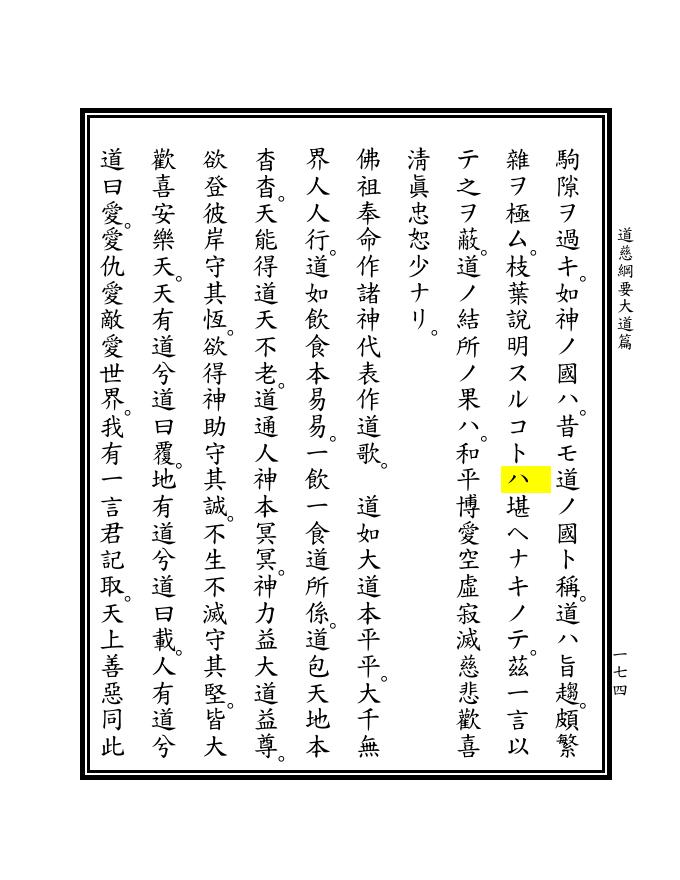 道慈綱要大道篇
一七四
駒隙ヲ過キ。如神ノ國ハ。昔モ道ノ國ト稱。道ハ旨趨。頗繁
雜ヲ極ム。枝葉說明スルコトハ堪ヘナキノテ。茲一言以
テ之ヲ蔽。道ノ結所ノ果ハ。和平博愛空虛寂滅慈悲歡喜
淸眞忠恕少ナリ。
佛祖奉命作諸神代表作道歌。　道如大道本平平。大千無
界人人行。道如飮食本易易。一飮一食道所係。道包天地本
杳杳。天能得道天不老。道通人神本冥冥。神力益大道益尊。
欲登彼岸守其恆。欲得神助守其誠。不生不滅守其堅。皆大
歡喜安樂天。天有道兮道曰覆。地有道兮道曰載。人有道兮
道曰愛。愛仇愛敵愛世界。我有一言君記取。天上善惡同此